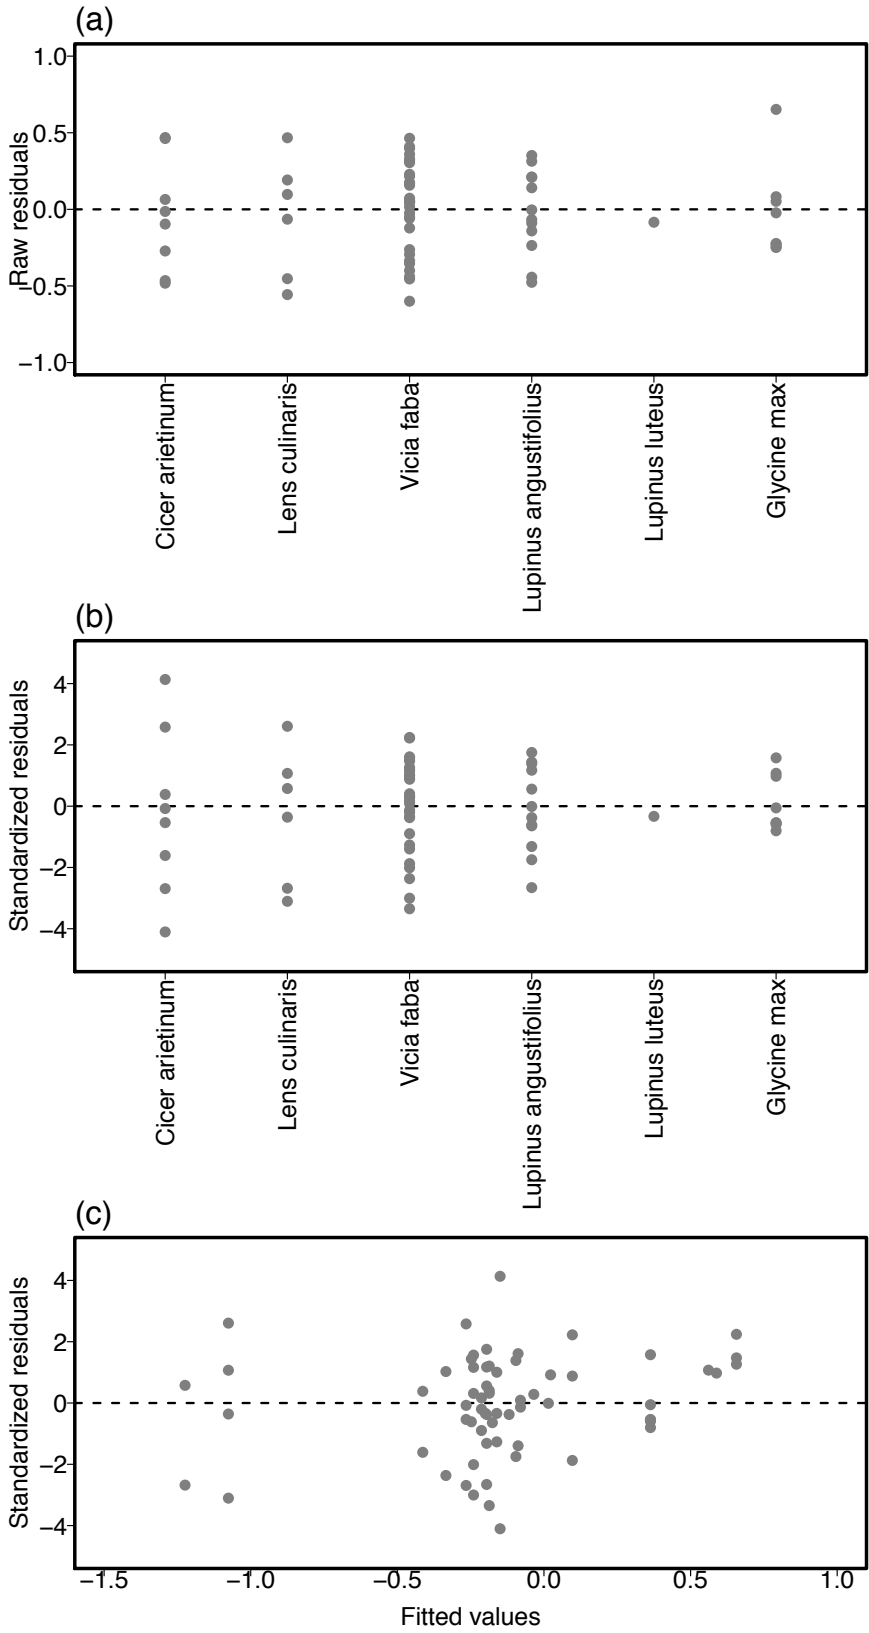 (a)
Raw residuals
1.0
0.5
0.0
−0.5
−1.0
Cicer arietinum
Lens culinaris
Vicia faba
Lupinus angustifolius
Lupinus luteus
Glycine max
(b)
Standardized residuals
4
2
0
−2
−4
Cicer arietinum
Lens culinaris
Vicia faba
Lupinus angustifolius
Lupinus luteus
Glycine max
(c)
Standardized residuals
4
2
0
−2
−4
−1.5 −1.0 −0.5 0.0 0.5 1.0
Fitted values